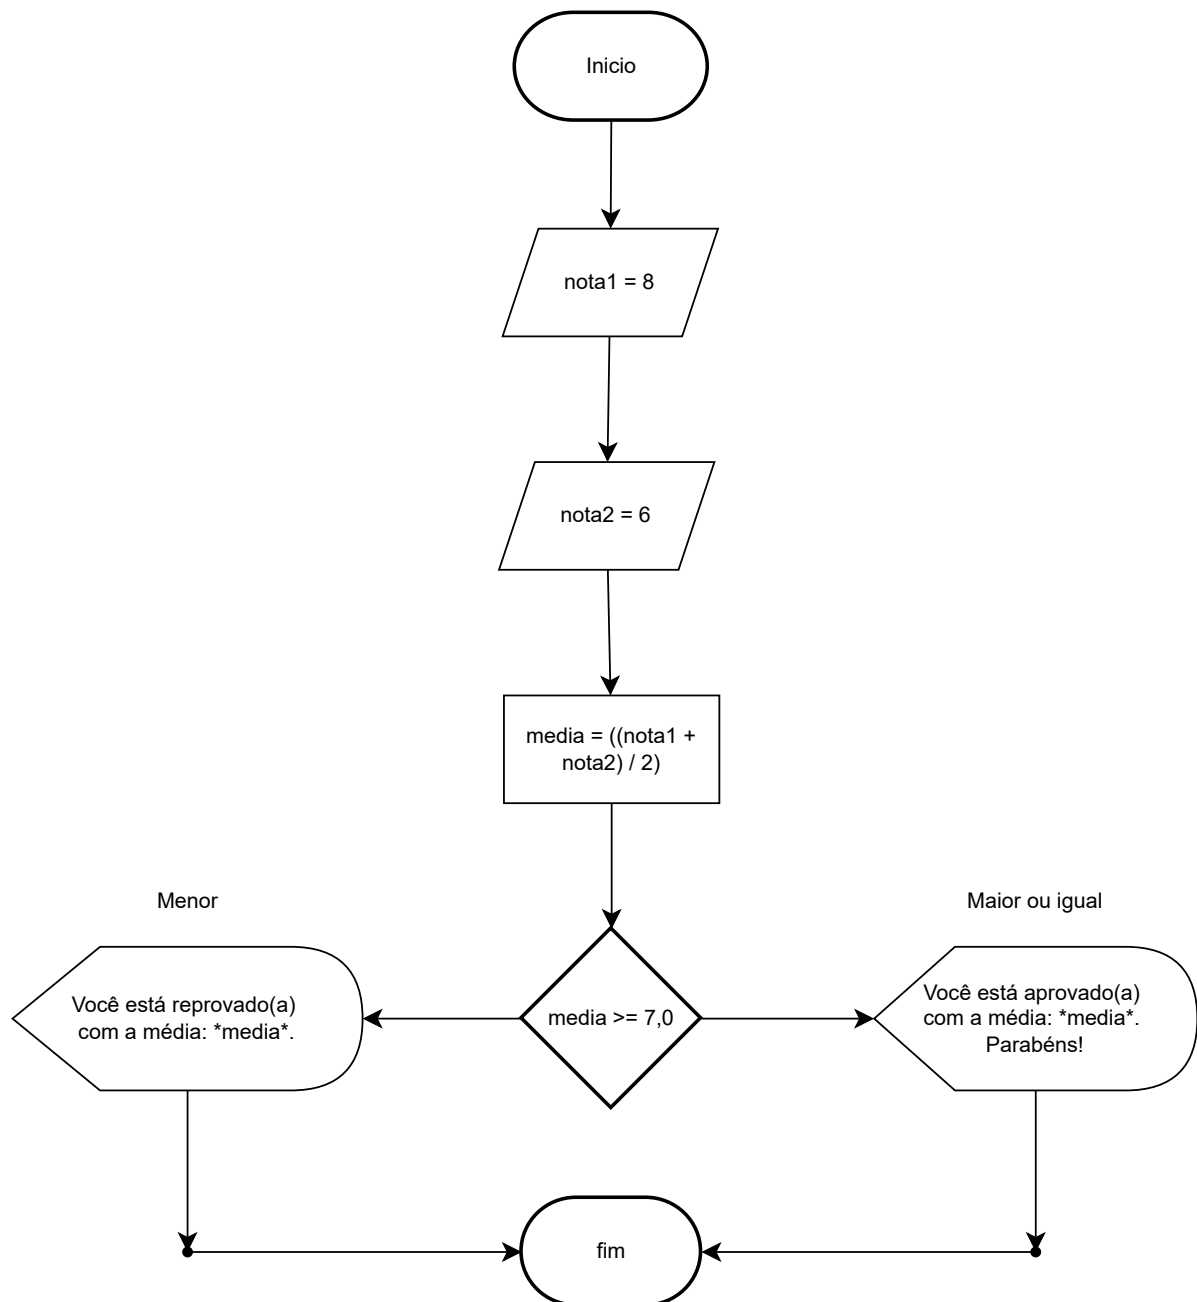 Inicio
nota1 = 8
nota2 = 6
media = ((nota1 +
nota2) / 2)
Menor
Maior ou igual
Você está reprovado(a)
com a média: *media*.
media >= 7,0
Você está aprovado(a)
com a média: *media*.
Parabéns!
fim